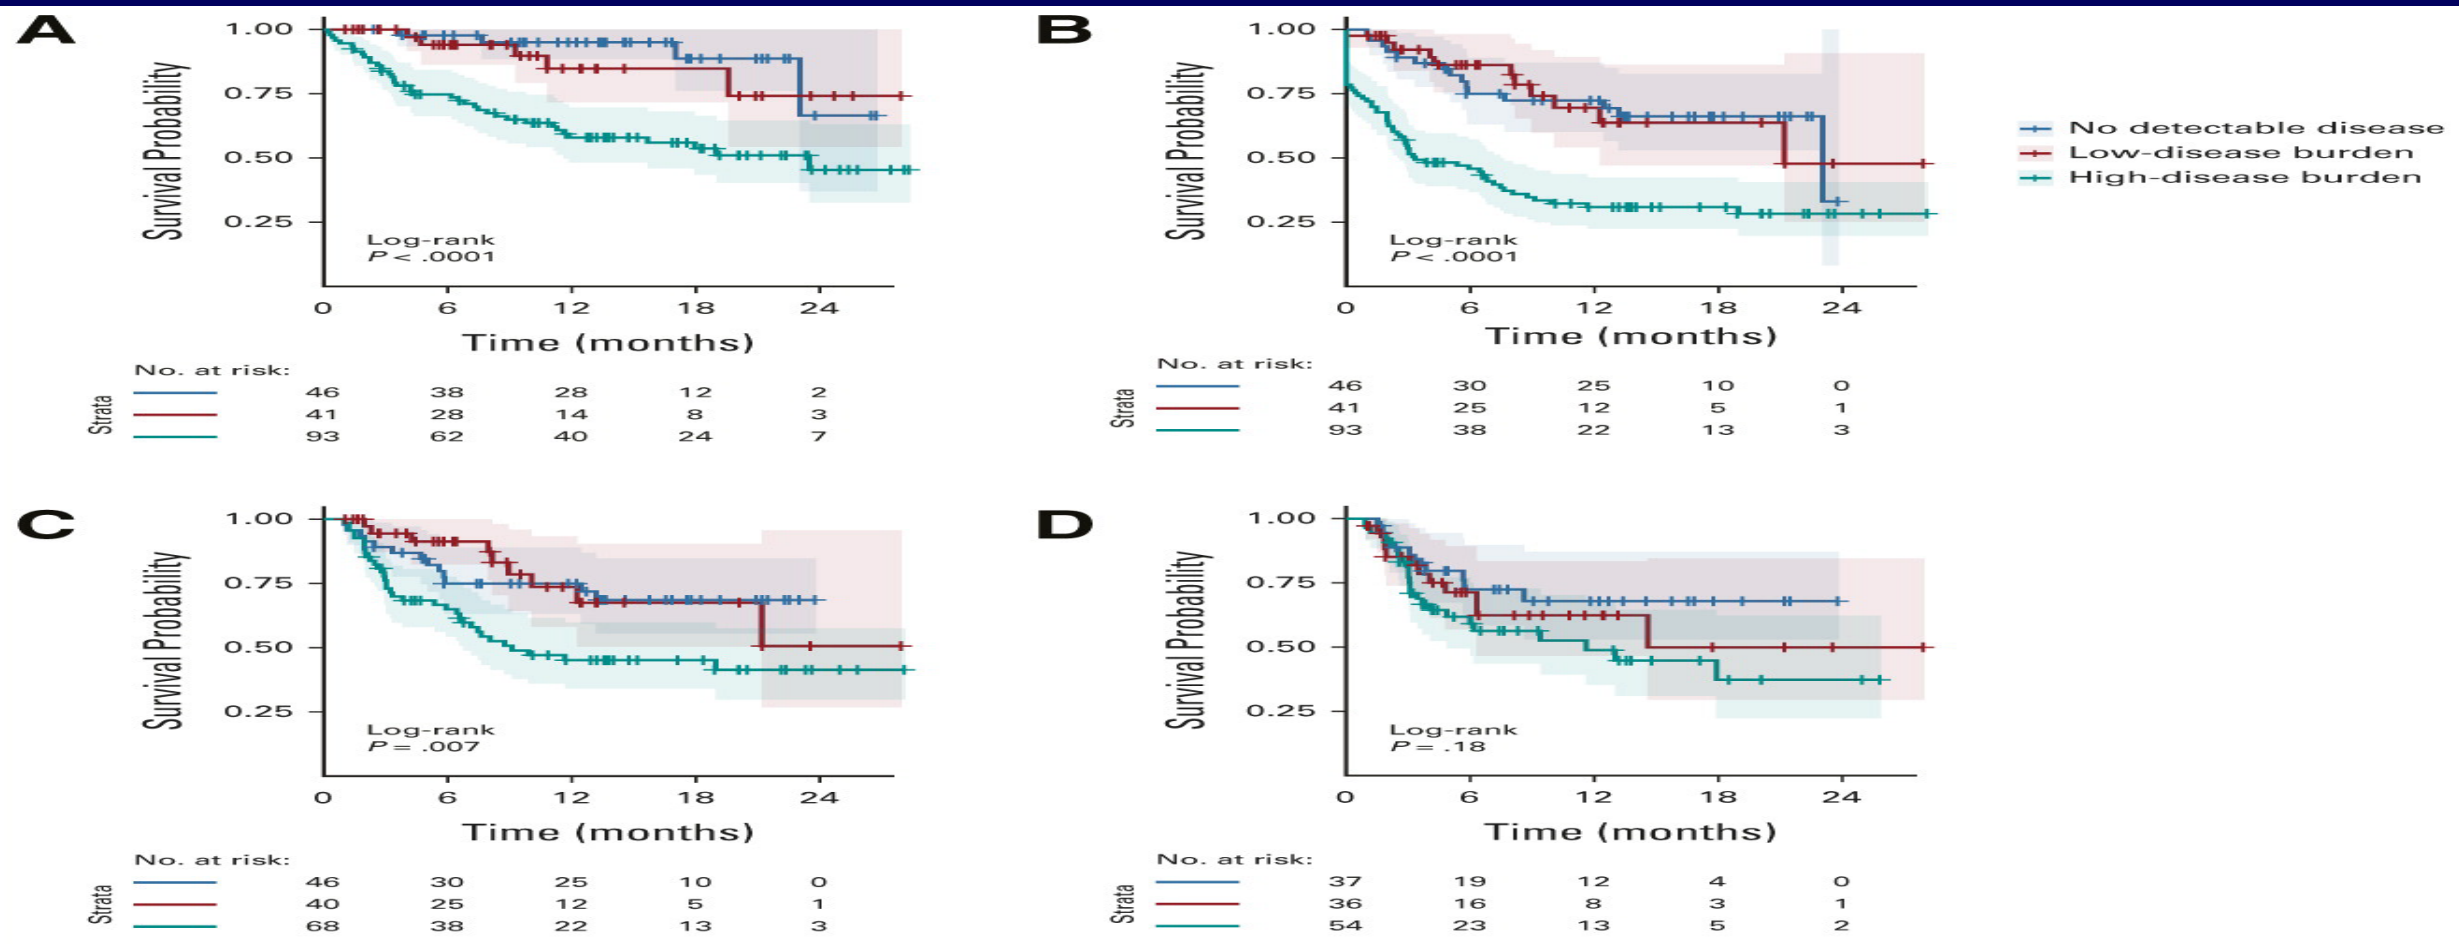 A
1.00
0.75
0.50
0.25
Survival Probability
Log-rank
P < .0001
0 6 12 18 24
Time (months)
No. at risk:
Strata
46 38 28 12 2
41 28 14 8 3
93 62 40 24 7
B
1.00
0.75
0.50
0.25
Survival Probability
Log-rank
P < .0001
0 6 12 18 24
Time (months)
No. at risk:
Strata
46 30 25 10 0
41 25 12 5 1
93 38 22 13 3
No detectable disease
Low-disease burden
High-disease burden
C
1.00
0.75
0.50
0.25
Survival Probability
Log-rank
P = .007
0 6 12 18 24
Time (months)
No. at risk:
Strata
46 30 25 10 0
40 25 12 5 1
68 38 22 13 3
D
1.00
0.75
0.50
0.25
Survival Probability
Log-rank
P = .18
0 6 12 18 24
Time (months)
No. at risk:
Strata
37 19 12 4 0
36 16 8 3 1
54 23 13 5 2